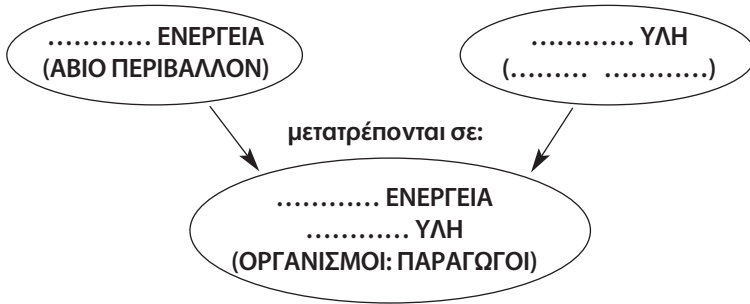 ………… ΕΝΕΡΓΕΙΑ
(ΑΒΙΟ ΠΕΡΙΒΑΛΛΟΝ)
………… ΥΛΗ
(……… …………)
μετατρέπονται σε:
………… ΕΝΕΡΓΕΙΑ
………… ΥΛΗ
(ΟΡΓΑΝΙΣΜΟΙ: ΠΑΡΑΓΩΓΟΙ)